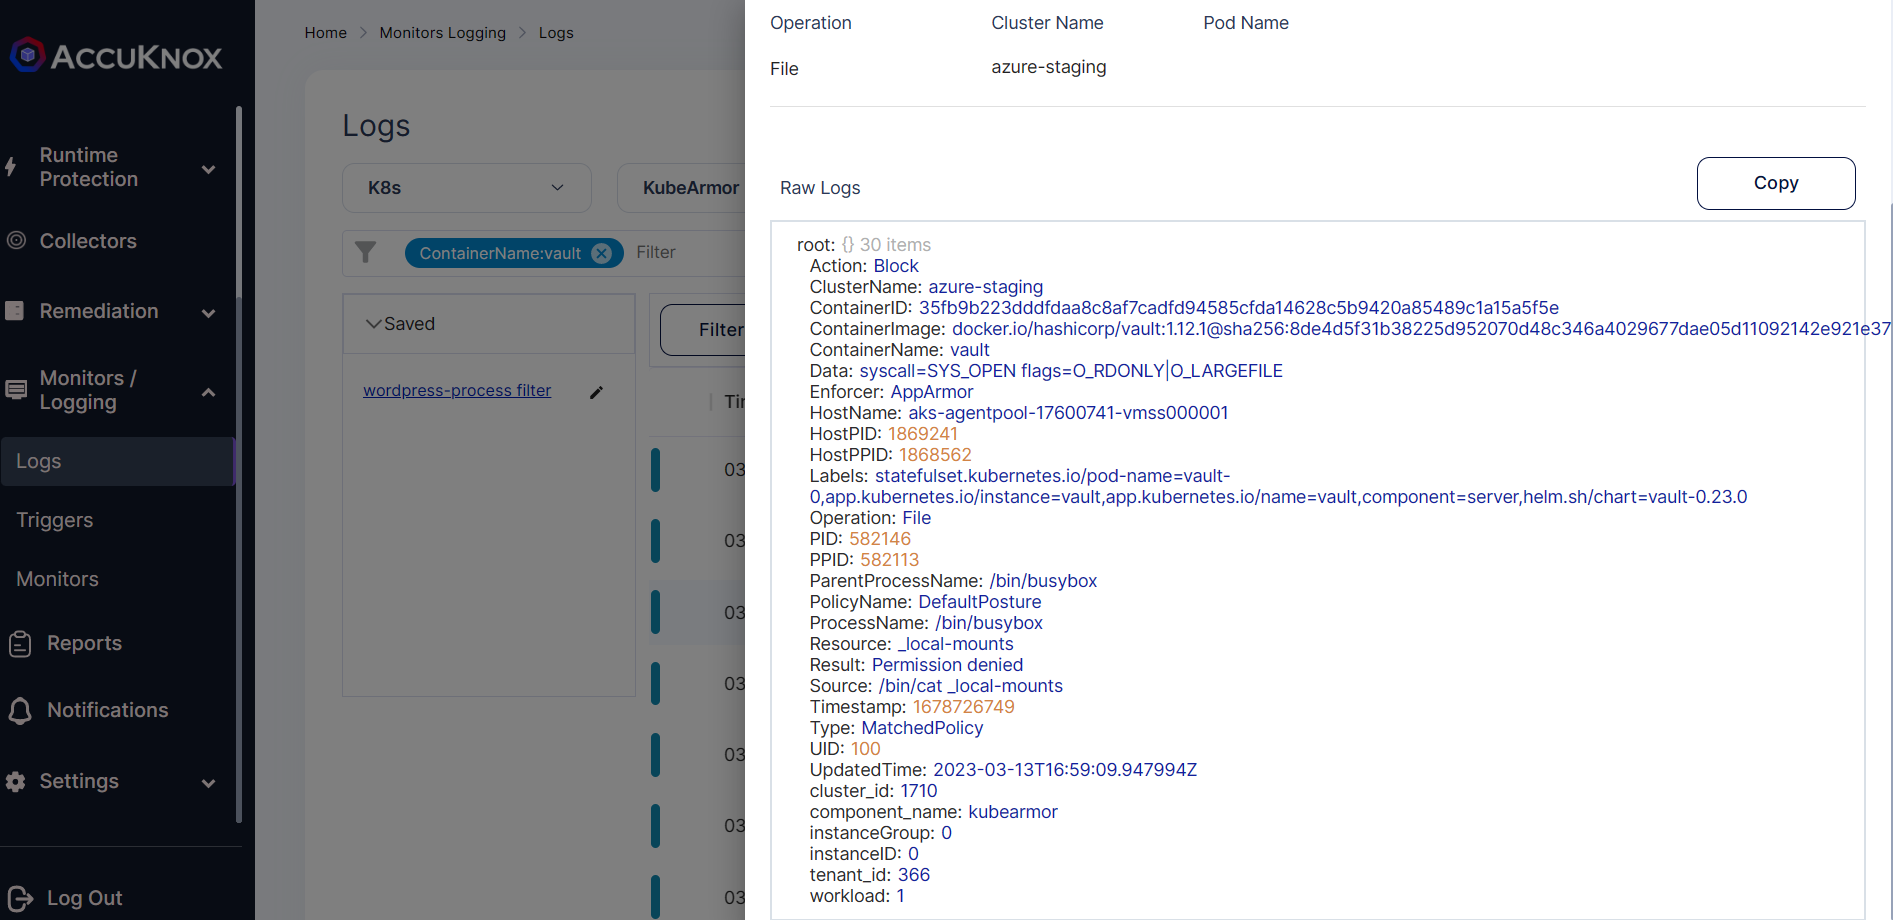 ACCUKNOX
Runtime
Protection
Collectors
Remediation
Monitors /
Logging
Logs
Triggers
Monitors
Reports
Notifications
Settings
Log Out
Home > Monitors Logging > Logs
Logs
K8s
KubeArmor
ContainerName:vault
Filter
Saved
wordpress-process filter
Filter
03
03
03
03
03
03
03
Operation Cluster Name Pod Name
File azure-staging
Raw Logs
Copy
root: {} 30 items
Action: Block
ClusterName: azure-staging
ContainerID: 35fb9b223dddfdaa8c8af7cadfd94585cfda14628c5b9420a85489c1a15a5f5e
ContainerImage: docker.io/hashicorp/vault:1.12.1@sha256:8de4d5f31b38225d952070d48c346a4029677dae05d11092142e921e37
ContainerName: vault
Data: syscall=SYS_OPEN flags=O_RDONLY|O_LARGEFILE
Enforcer: AppArmor
HostName: aks-agentpool-17600741-vmss000001
HostPID: 1869241
HostPPID: 1868562
Labels: statefulset.kubernetes.io/pod-name=vault-
0,app.kubernetes.io/instance=vault,app.kubernetes.io/name=vault,component=server,helm.sh/chart=vault-0.23.0
Operation: File
PID: 582146
PPID: 582113
ParentProcessName: /bin/busybox
PolicyName: DefaultPosture
ProcessName: /bin/busybox
Resource: _local-mounts
Result: Permission denied
Source: /bin/cat _local-mounts
Timestamp: 1678726749
Type: MatchedPolicy
UID: 100
UpdatedTime: 2023-03-13T16:59:09.947994Z
cluster_id: 1710
component_name: kubearmor
instanceGroup: 0
instanceID: 0
tenant_id: 366
workload: 1